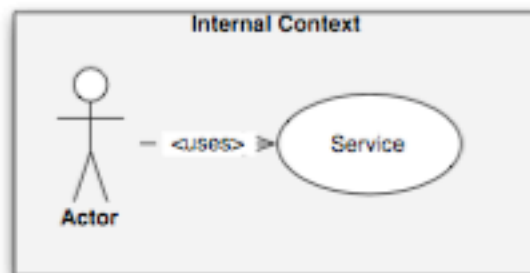 Internal Context
<uses>
Service
Actor